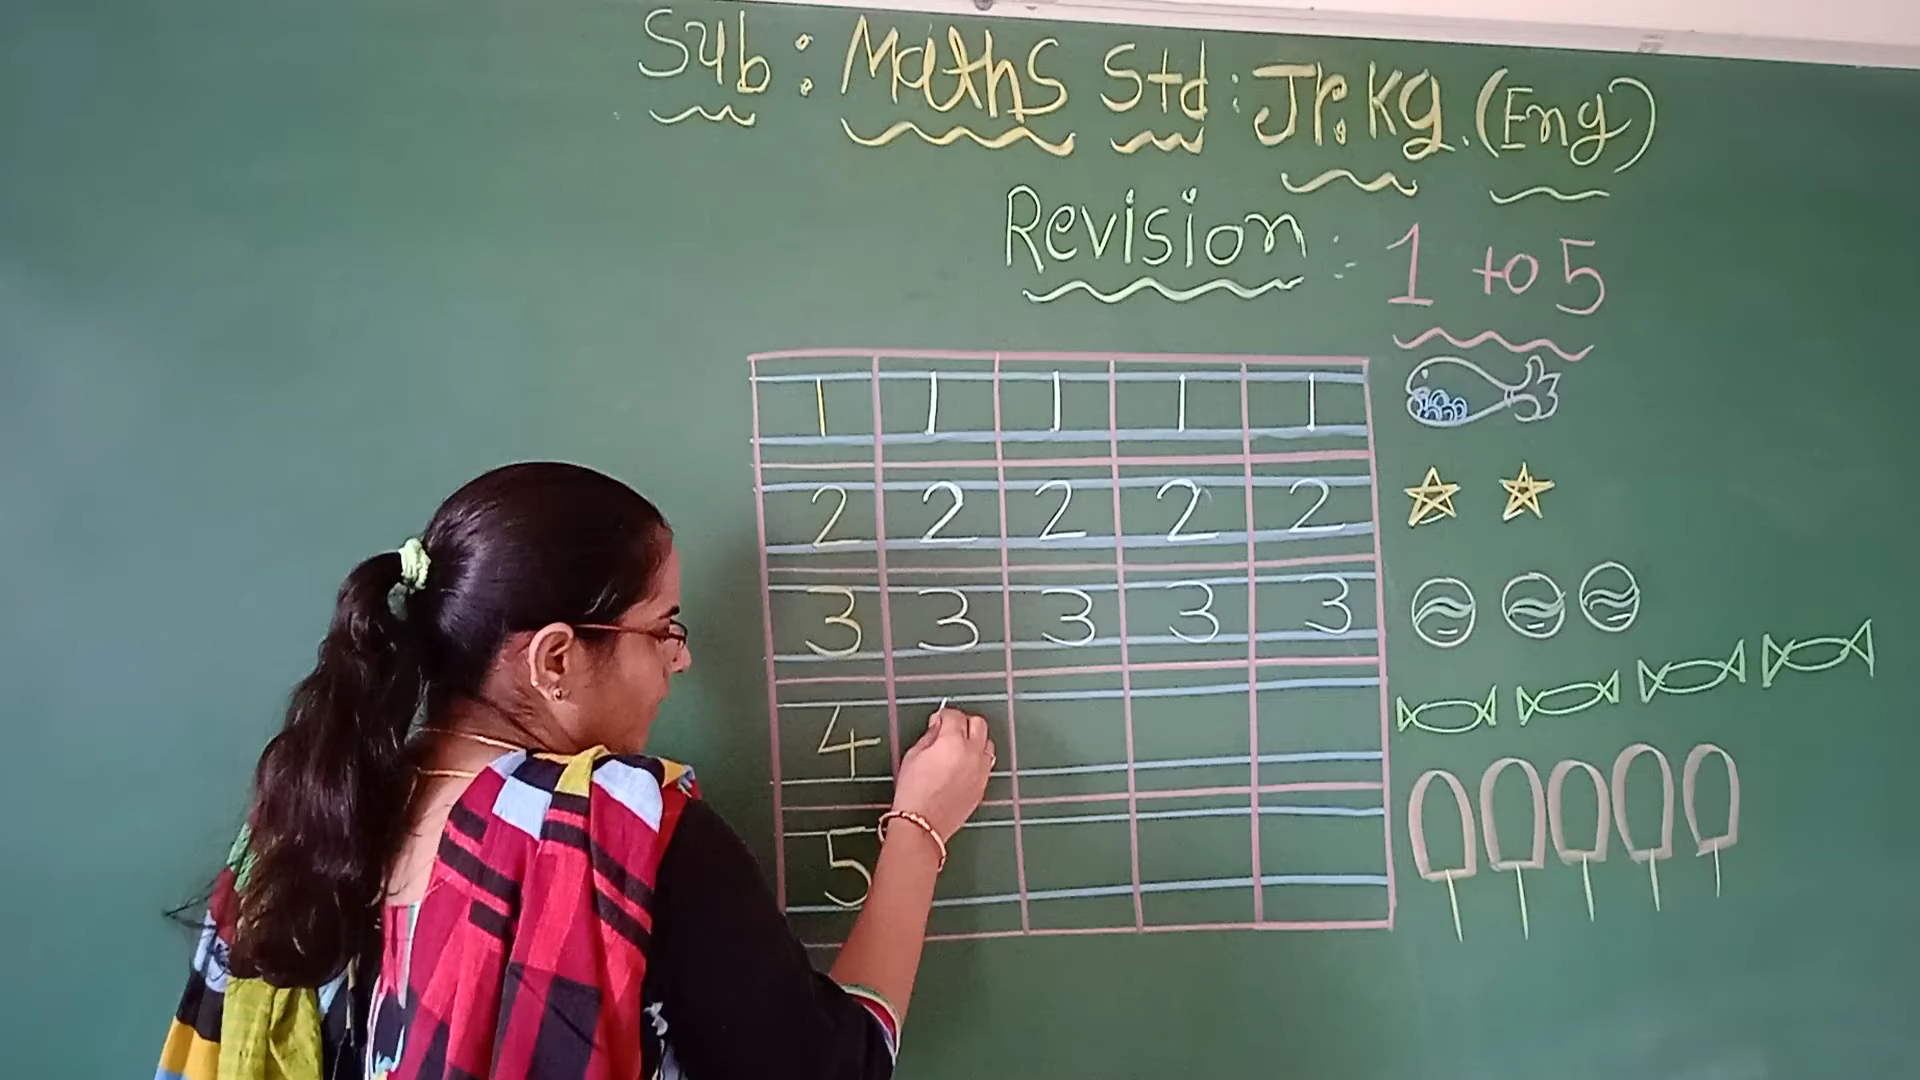 Sub : Maths Std : Jr. Kg. (Eng)
Revision : 1 to 5
1 1 1 1 1
2 2 2 2 2
3 3 3 3 3
4
5